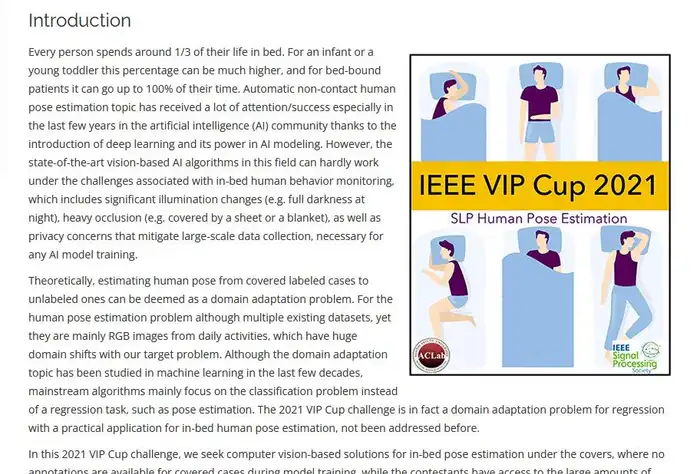 Introduction
Every person spends around 1/3 of their life in bed. For an infant or a
young toddler this percentage can be much higher, and for bed-bound
patients it can go up to 100% of their time. Automatic non-contact human
pose estimation topic has received a lot of attention/success especially in
the last few years in the artificial intelligence (AI) community thanks to the
introduction of deep learning and its power in AI modeling. However, the
state-of-the-art vision-based AI algorithms in this field can hardly work
under the challenges associated with in-bed human behavior monitoring,
which includes significant illumination changes (e.g. full darkness at
night), heavy occlusion (e.g. covered by a sheet or a blanket), as well as
privacy concerns that mitigate large-scale data collection, necessary for
any AI model training.
IEEE VIP Cup 2021
SLP Human Pose Estimation
ACLab
IEEE
Signal
Processing
Society
Theoretically, estimating human pose from covered labeled cases to
unlabeled ones can be deemed as a domain adaptation problem. For the
human pose estimation problem although multiple existing datasets, yet
they are mainly RGB images from daily activities, which have huge
domain shifts with our target problem. Although the domain adaptation
topic has been studied in machine learning in the last few decades,
mainstream algorithms mainly focus on the classification problem instead
of a regression task, such as pose estimation. The 2021 VIP Cup challenge is in fact a domain adaptation problem for regression
with a practical application for in-bed human pose estimation, not been addressed before.
In this 2021 VIP Cup challenge, we seek computer vision-based solutions for in-bed pose estimation under the covers, where no
annotations are available for covered cases during model training, while the contestants have access to the large amounts of